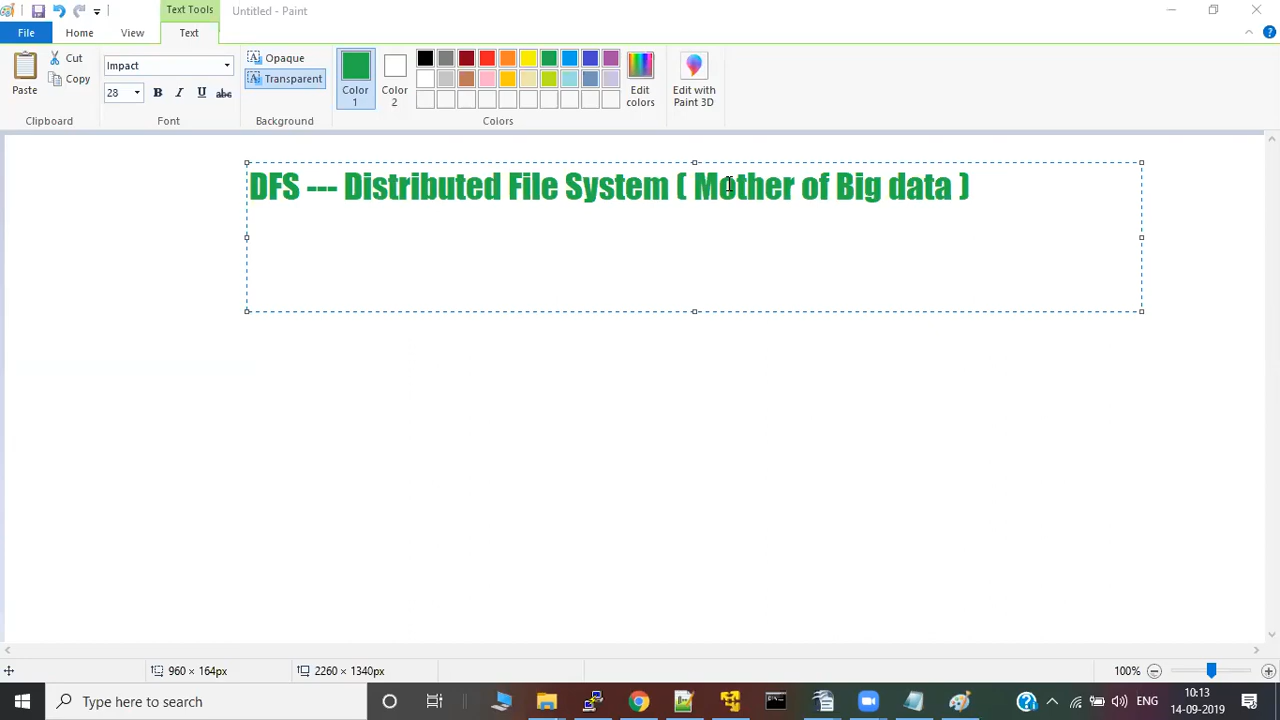 Text Tools
Untitled - Paint
File
Home
View
Text
Paste
Cut
Copy
Clipboard
Impact
28
B
I
U
abc
Font
Opaque
Transparent
Background
Color 1
Color 2
Edit colors
Colors
Edit with Paint 3D
DFS --- Distributed File System ( Mother of Big data )
960 × 164px
2260 × 1340px
100%
Type here to search
ENG
10:13
14-09-2019